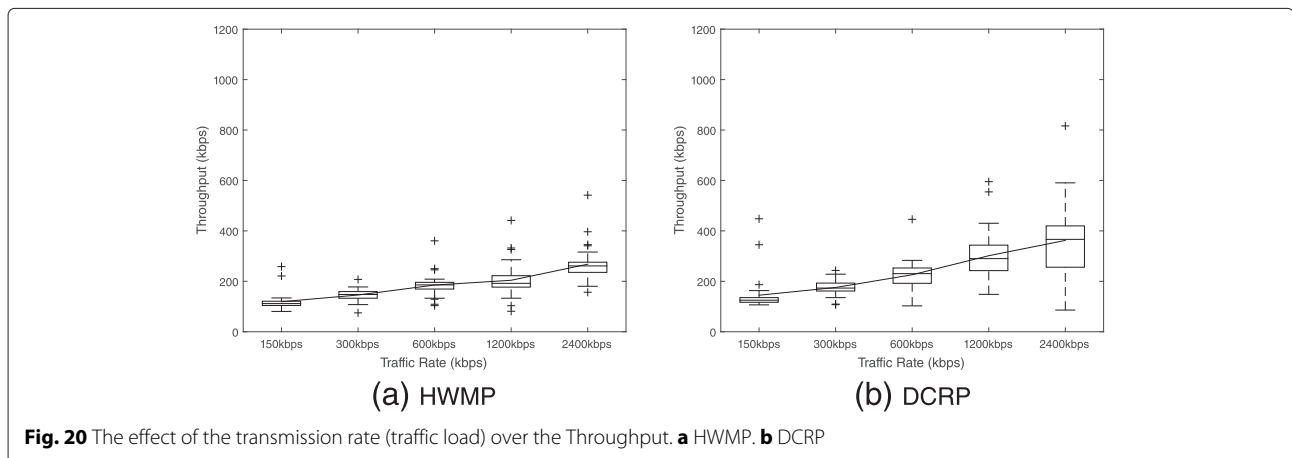 1200
1000
800
600
400
200
0
Throughput (kbps)
150kbps 300kbps 600kbps 1200kbps 2400kbps
Traffic Rate (kbps)
(a) HWMP
1200
1000
800
600
400
200
0
Throughput (kbps)
150kbps 300kbps 600kbps 1200kbps 2400kbps
Traffic Rate (kbps)
(b) DCRP
Fig. 20 The effect of the transmission rate (traffic load) over the Throughput. a HWMP. b DCRP